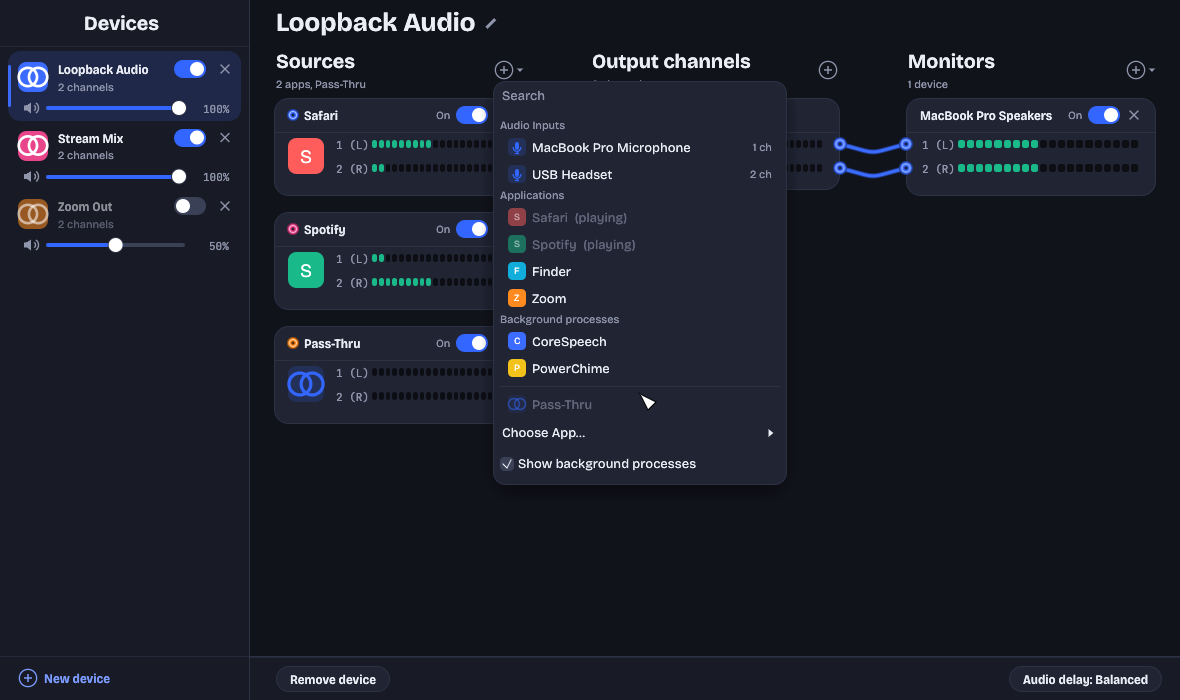 Devices
Loopback Audio
2 channels
100%
Stream Mix
2 channels
100%
Zoom Out
2 channels
50%
New device
Loopback Audio
Sources
2 apps, Pass-Thru
Safari
On
S
1 (L)
2 (R)
Spotify
On
S
1 (L)
2 (R)
Pass-Thru
On
1 (L)
2 (R)
Output channels
Search
Audio Inputs
MacBook Pro Microphone 1 ch
USB Headset 2 ch
Applications
S Safari (playing)
S Spotify (playing)
F Finder
Z Zoom
Background processes
C CoreSpeech
P PowerChime
Pass-Thru
Choose App...
Show background processes
Monitors
1 device
MacBook Pro Speakers On
1 (L)
2 (R)
Remove device
Audio delay: Balanced